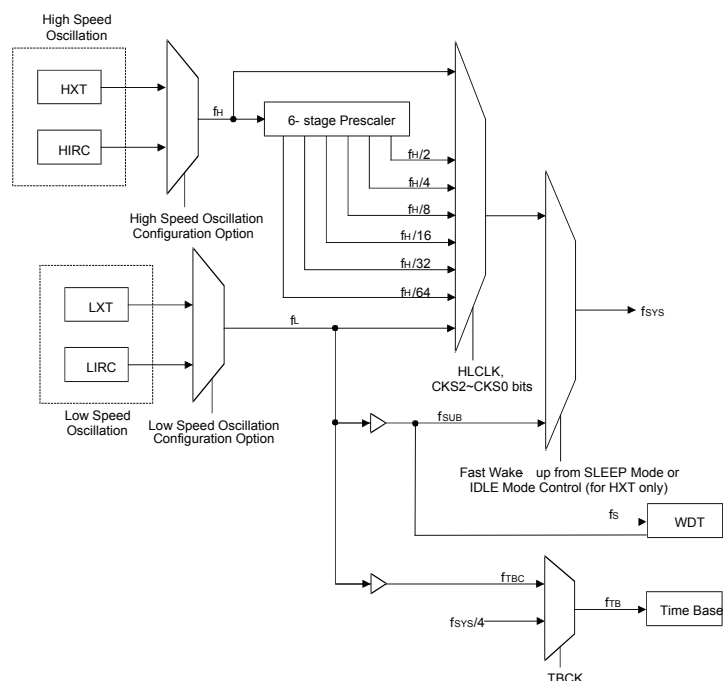 High Speed
Oscillation
HXT
HIRC
fH
6- stage Prescaler
fH/2
fH/4
fH/8
fH/16
fH/32
fH/64
High Speed Oscillation
Configuration Option
LXT
LIRC
fL
Low Speed
Oscillation
Low Speed Oscillation
Configuration Option
HLCLK,
CKS2~CKS0 bits
fSYS
fSUB
Fast Wake up from SLEEP Mode or
IDLE Mode Control (for HXT only)
fS
WDT
fTBC
fSYS/4
fTB
Time Base
TBCK